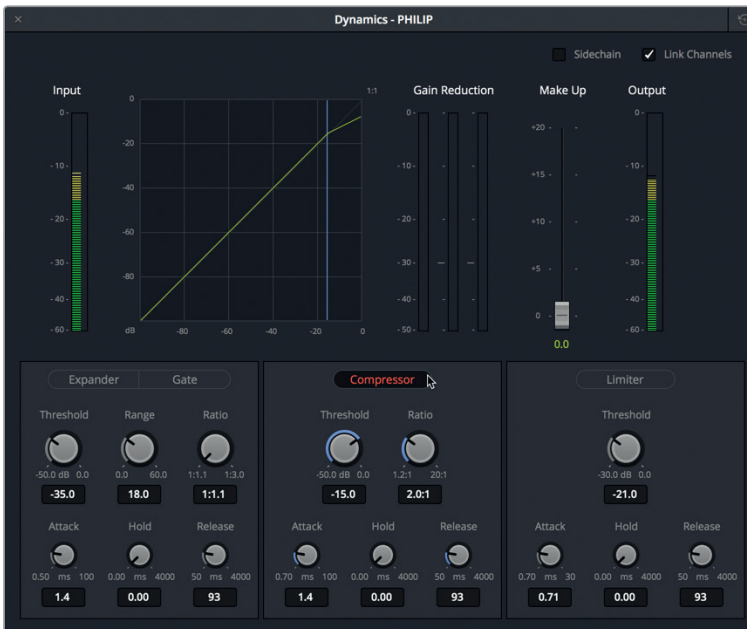 Dynamics - PHILIP
Sidechain Link Channels
Input Gain Reduction Make Up Output
1:1
0 0 0 0
+20
-20
-10 -10 +15 -10
-40
-20 -20 +10 -20
-60
-30 -30 +5 -30
-80
-40 -40 -40
0
-60 -50 -60
dB -80 -60 -40 -20 0
0.0
Expander Gate Compressor Limiter
Threshold Range Ratio Threshold Ratio Threshold
-50.0 dB 0.0 0.0 60.0 1:1.1 1:3.0 -50.0 dB 0.0 1.2:1 20:1 -30.0 dB 0.0
-35.0 18.0 1:1.1 -15.0 2.0:1 -21.0
Attack Hold Release Attack Hold Release Attack Hold Release
0.50 ms 100 0.00 ms 4000 50 ms 4000 0.70 ms 100 0.00 ms 4000 50 ms 4000 0.70 ms 30 0.00 ms 4000 50 ms 4000
1.4 0.00 93 1.4 0.00 93 0.71 0.00 93